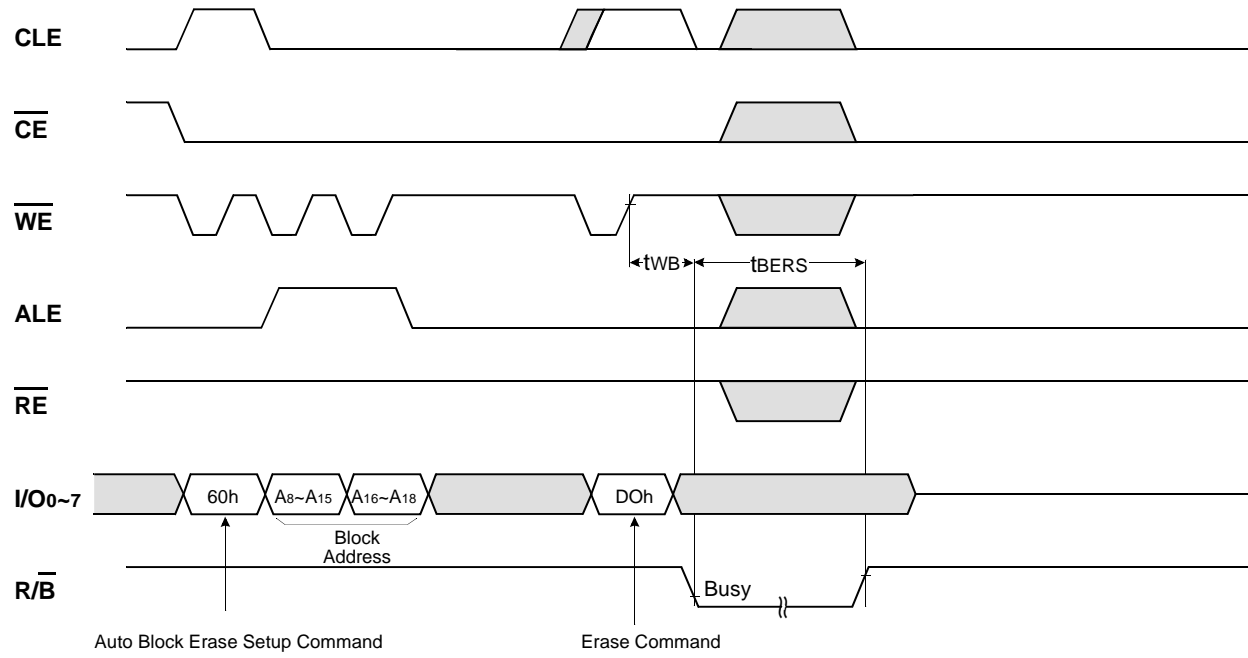 CLE
CE
WE
tWB
tBERS
ALE
RE
I/O0~7
60h
A8~A15
A16~A18
DOh
Block
Address
R/B
Busy
Auto Block Erase Setup Command
Erase Command